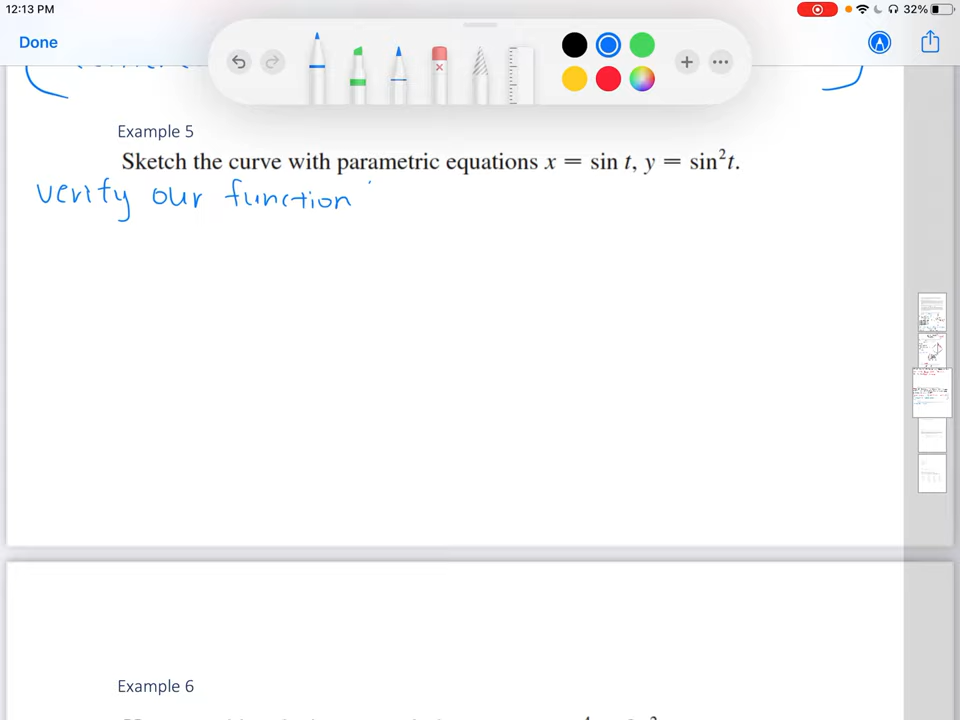 12:13 PM
32%
Done
Example 5
Sketch the curve with parametric equations x = sin t, y = sin²t.
verify our function
Example 6